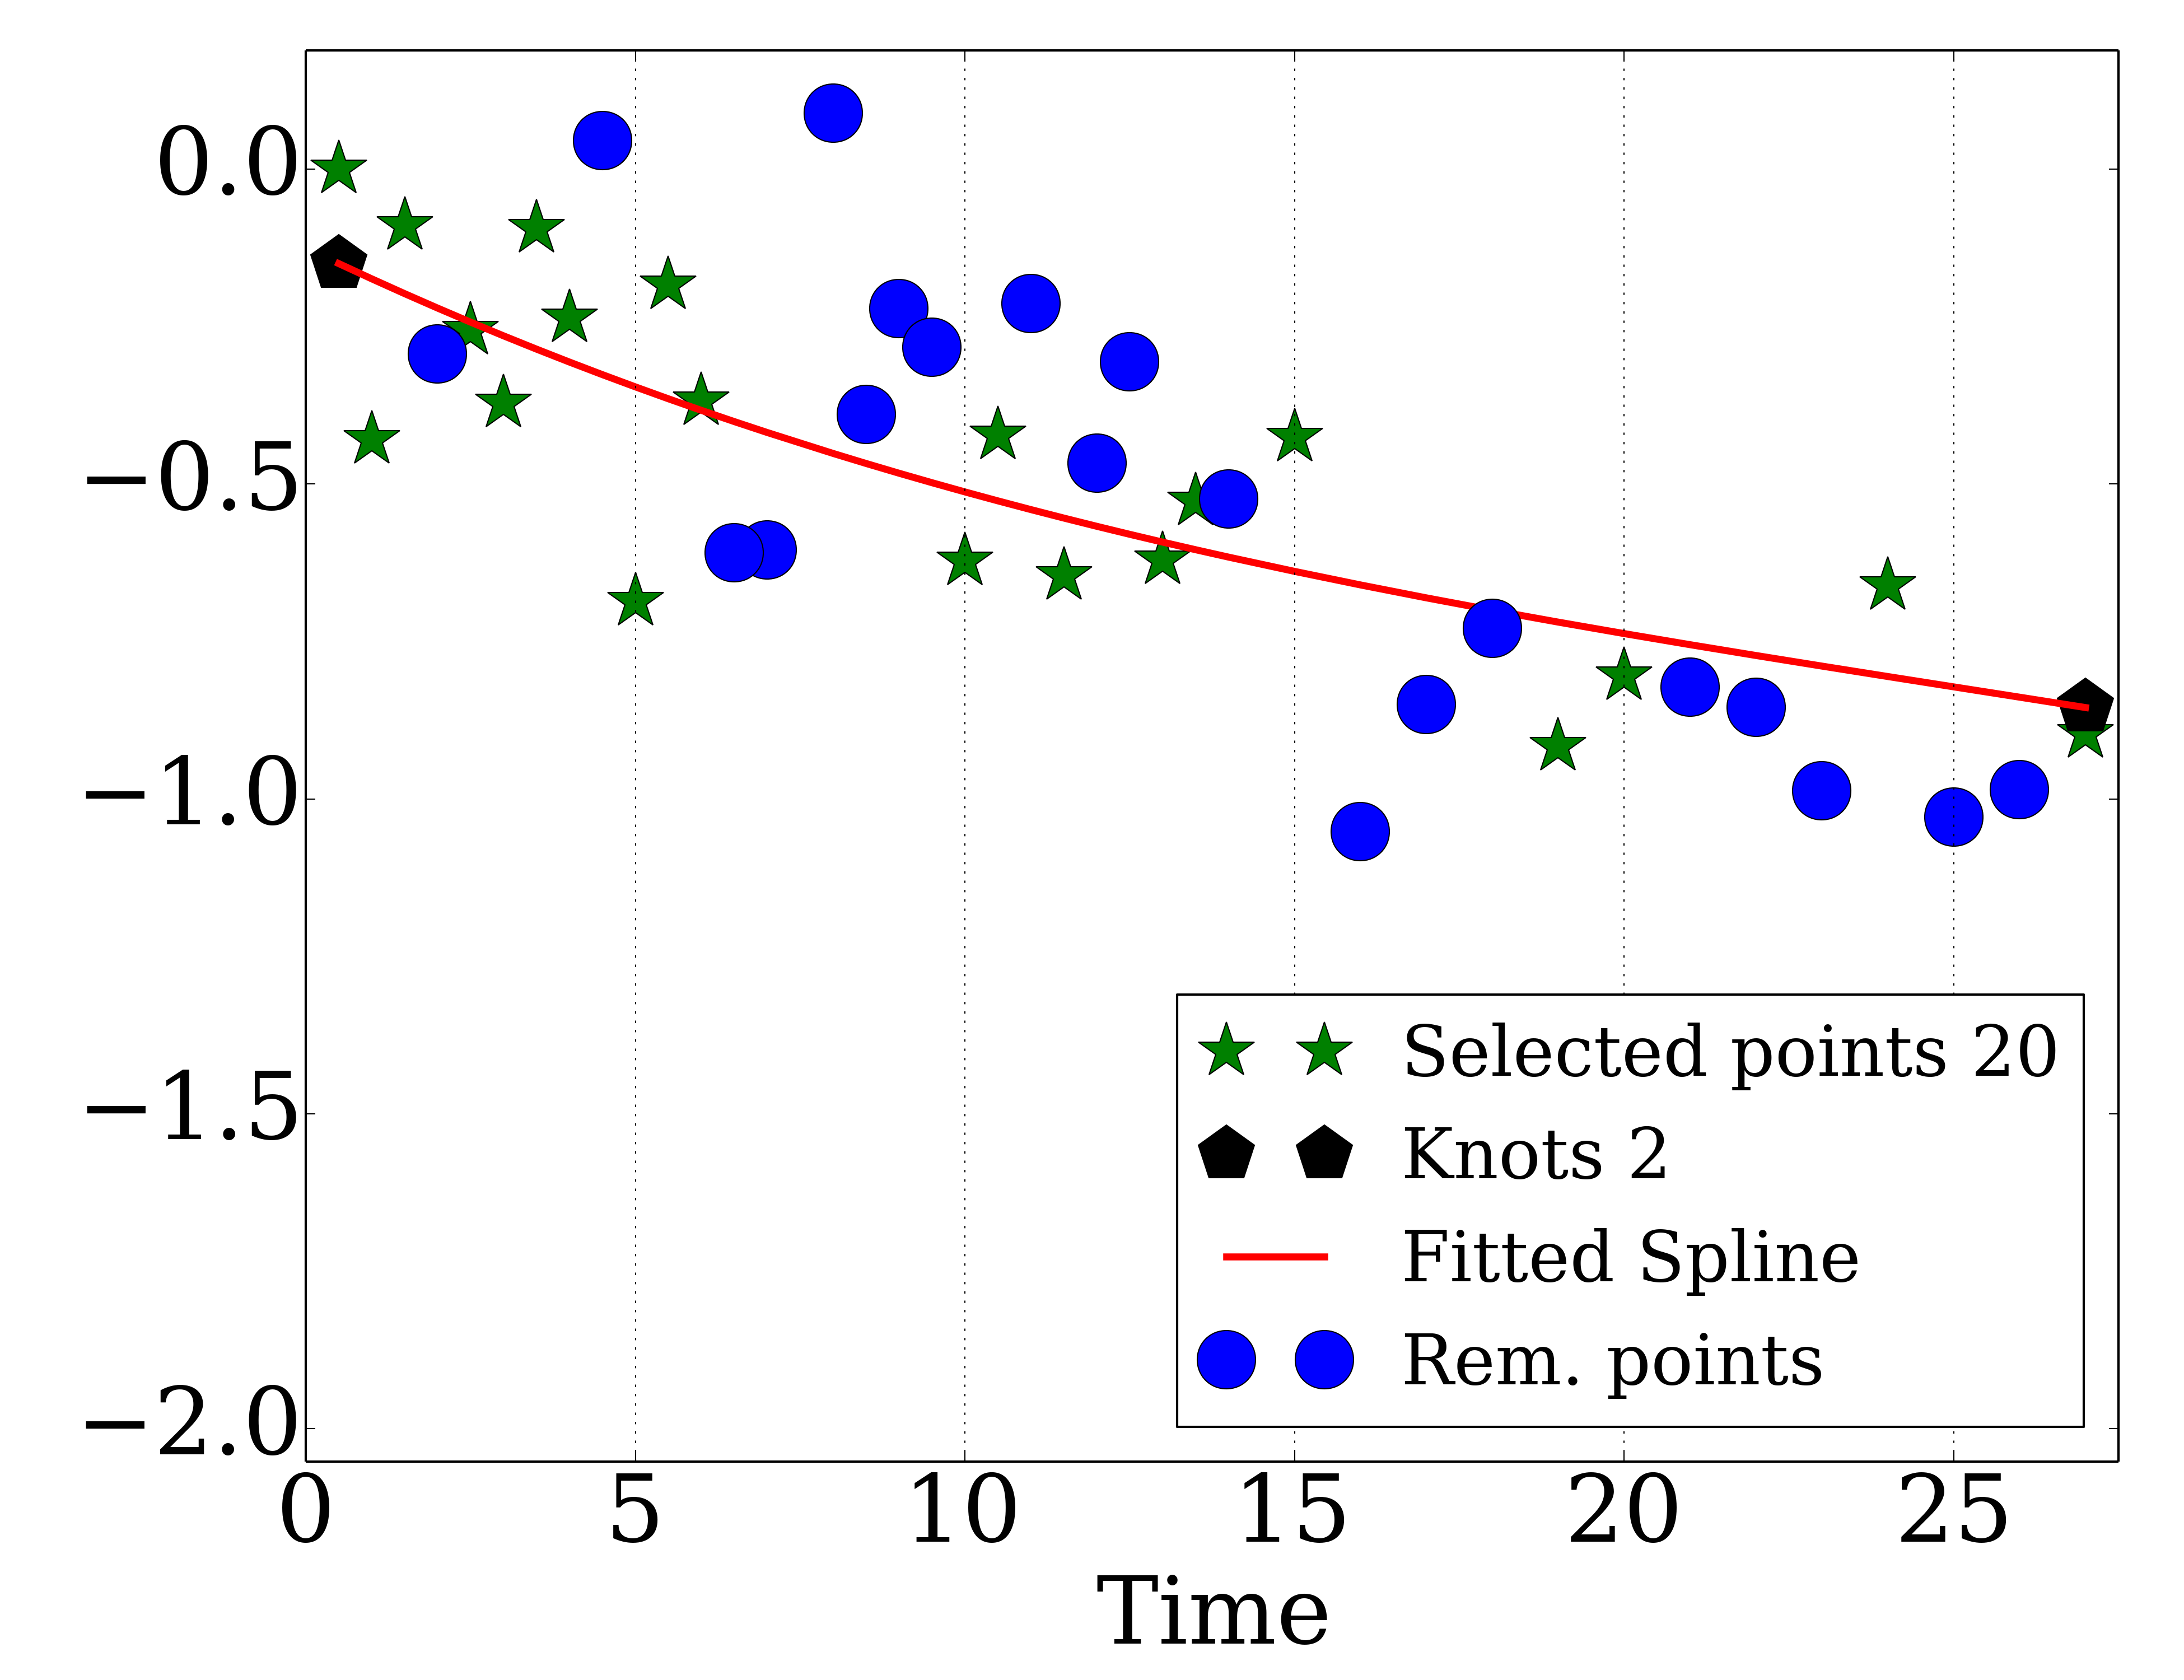 0.0
−0.5
−1.0
−1.5
−2.0
Selected points 20
Knots 2
Fitted Spline
Rem. points
0 5 10 15 20 25
Time